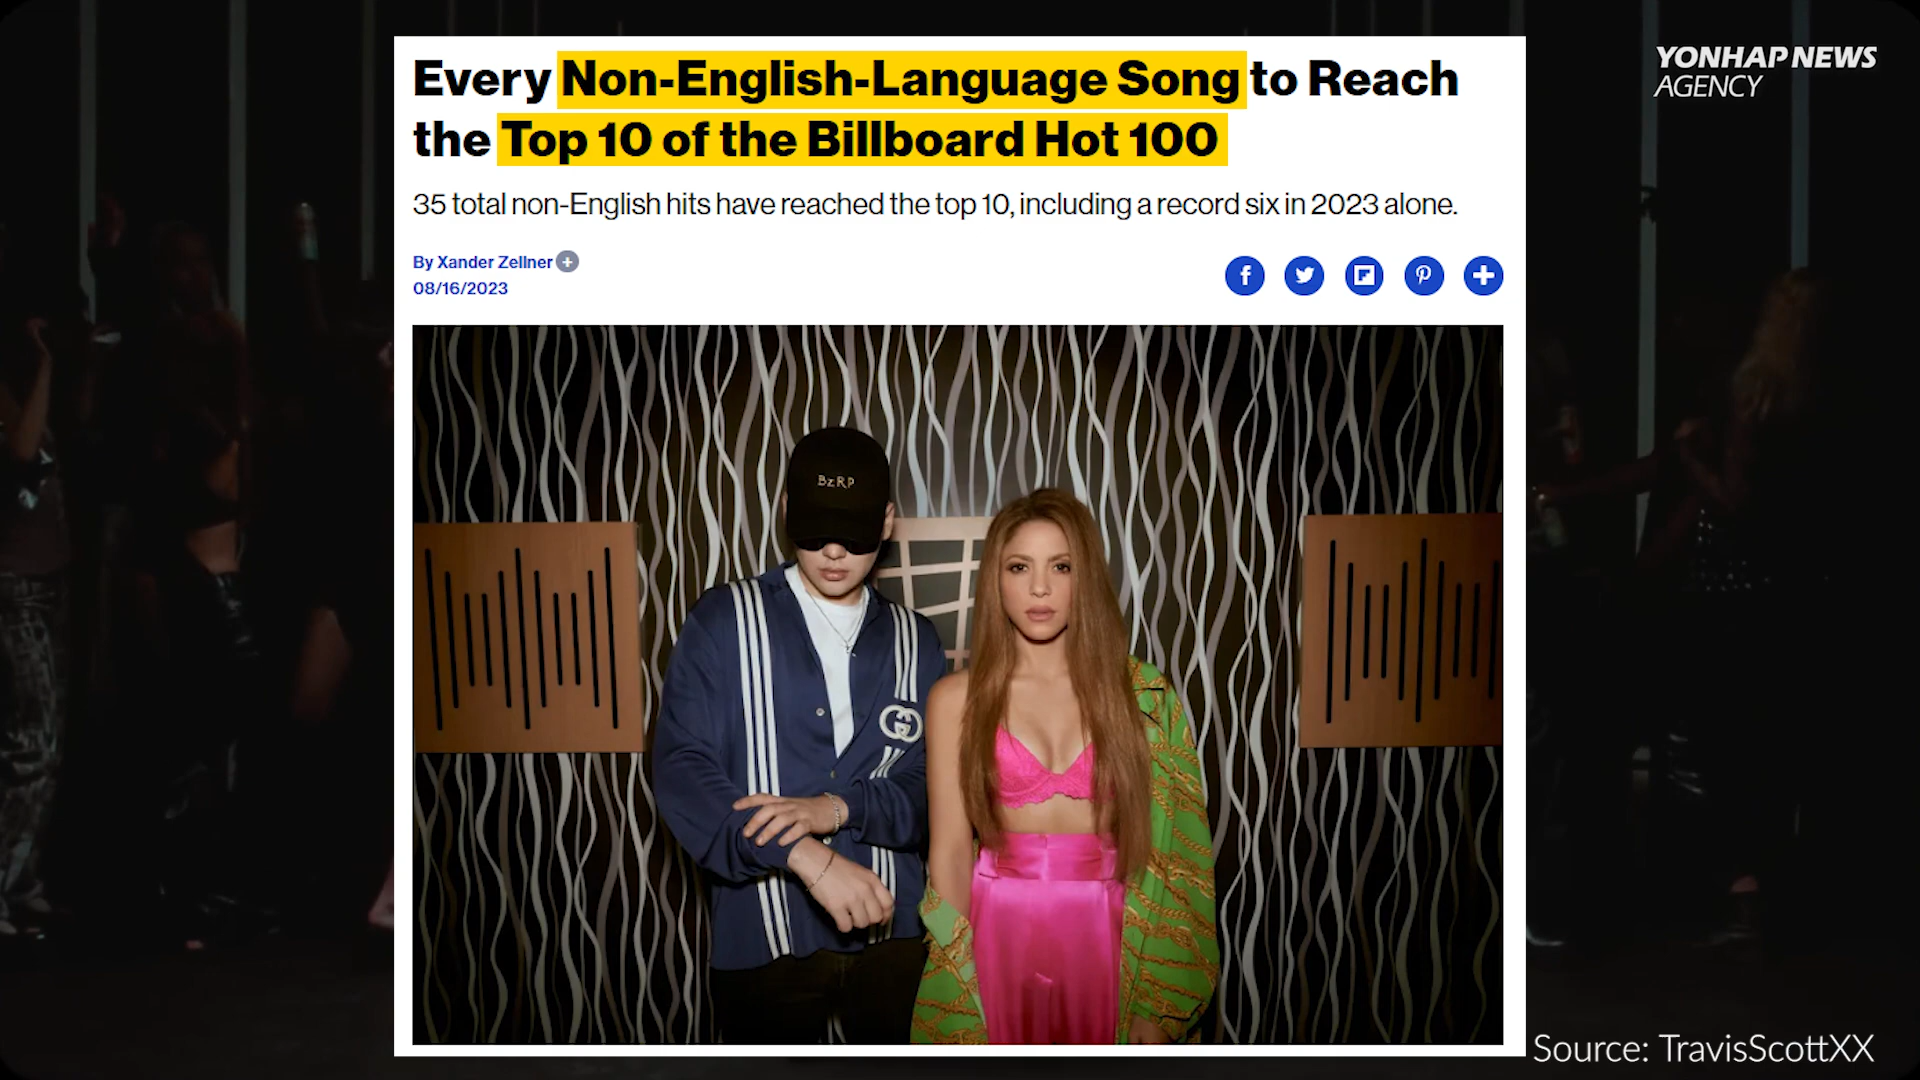 YONHAP NEWS
AGENCY
Every Non-English-Language Song to Reach
the Top 10 of the Billboard Hot 100
35 total non-English hits have reached the top 10, including a record six in 2023 alone.
By Xander Zellner
08/16/2023
BZRP
Source: TravisScottXX